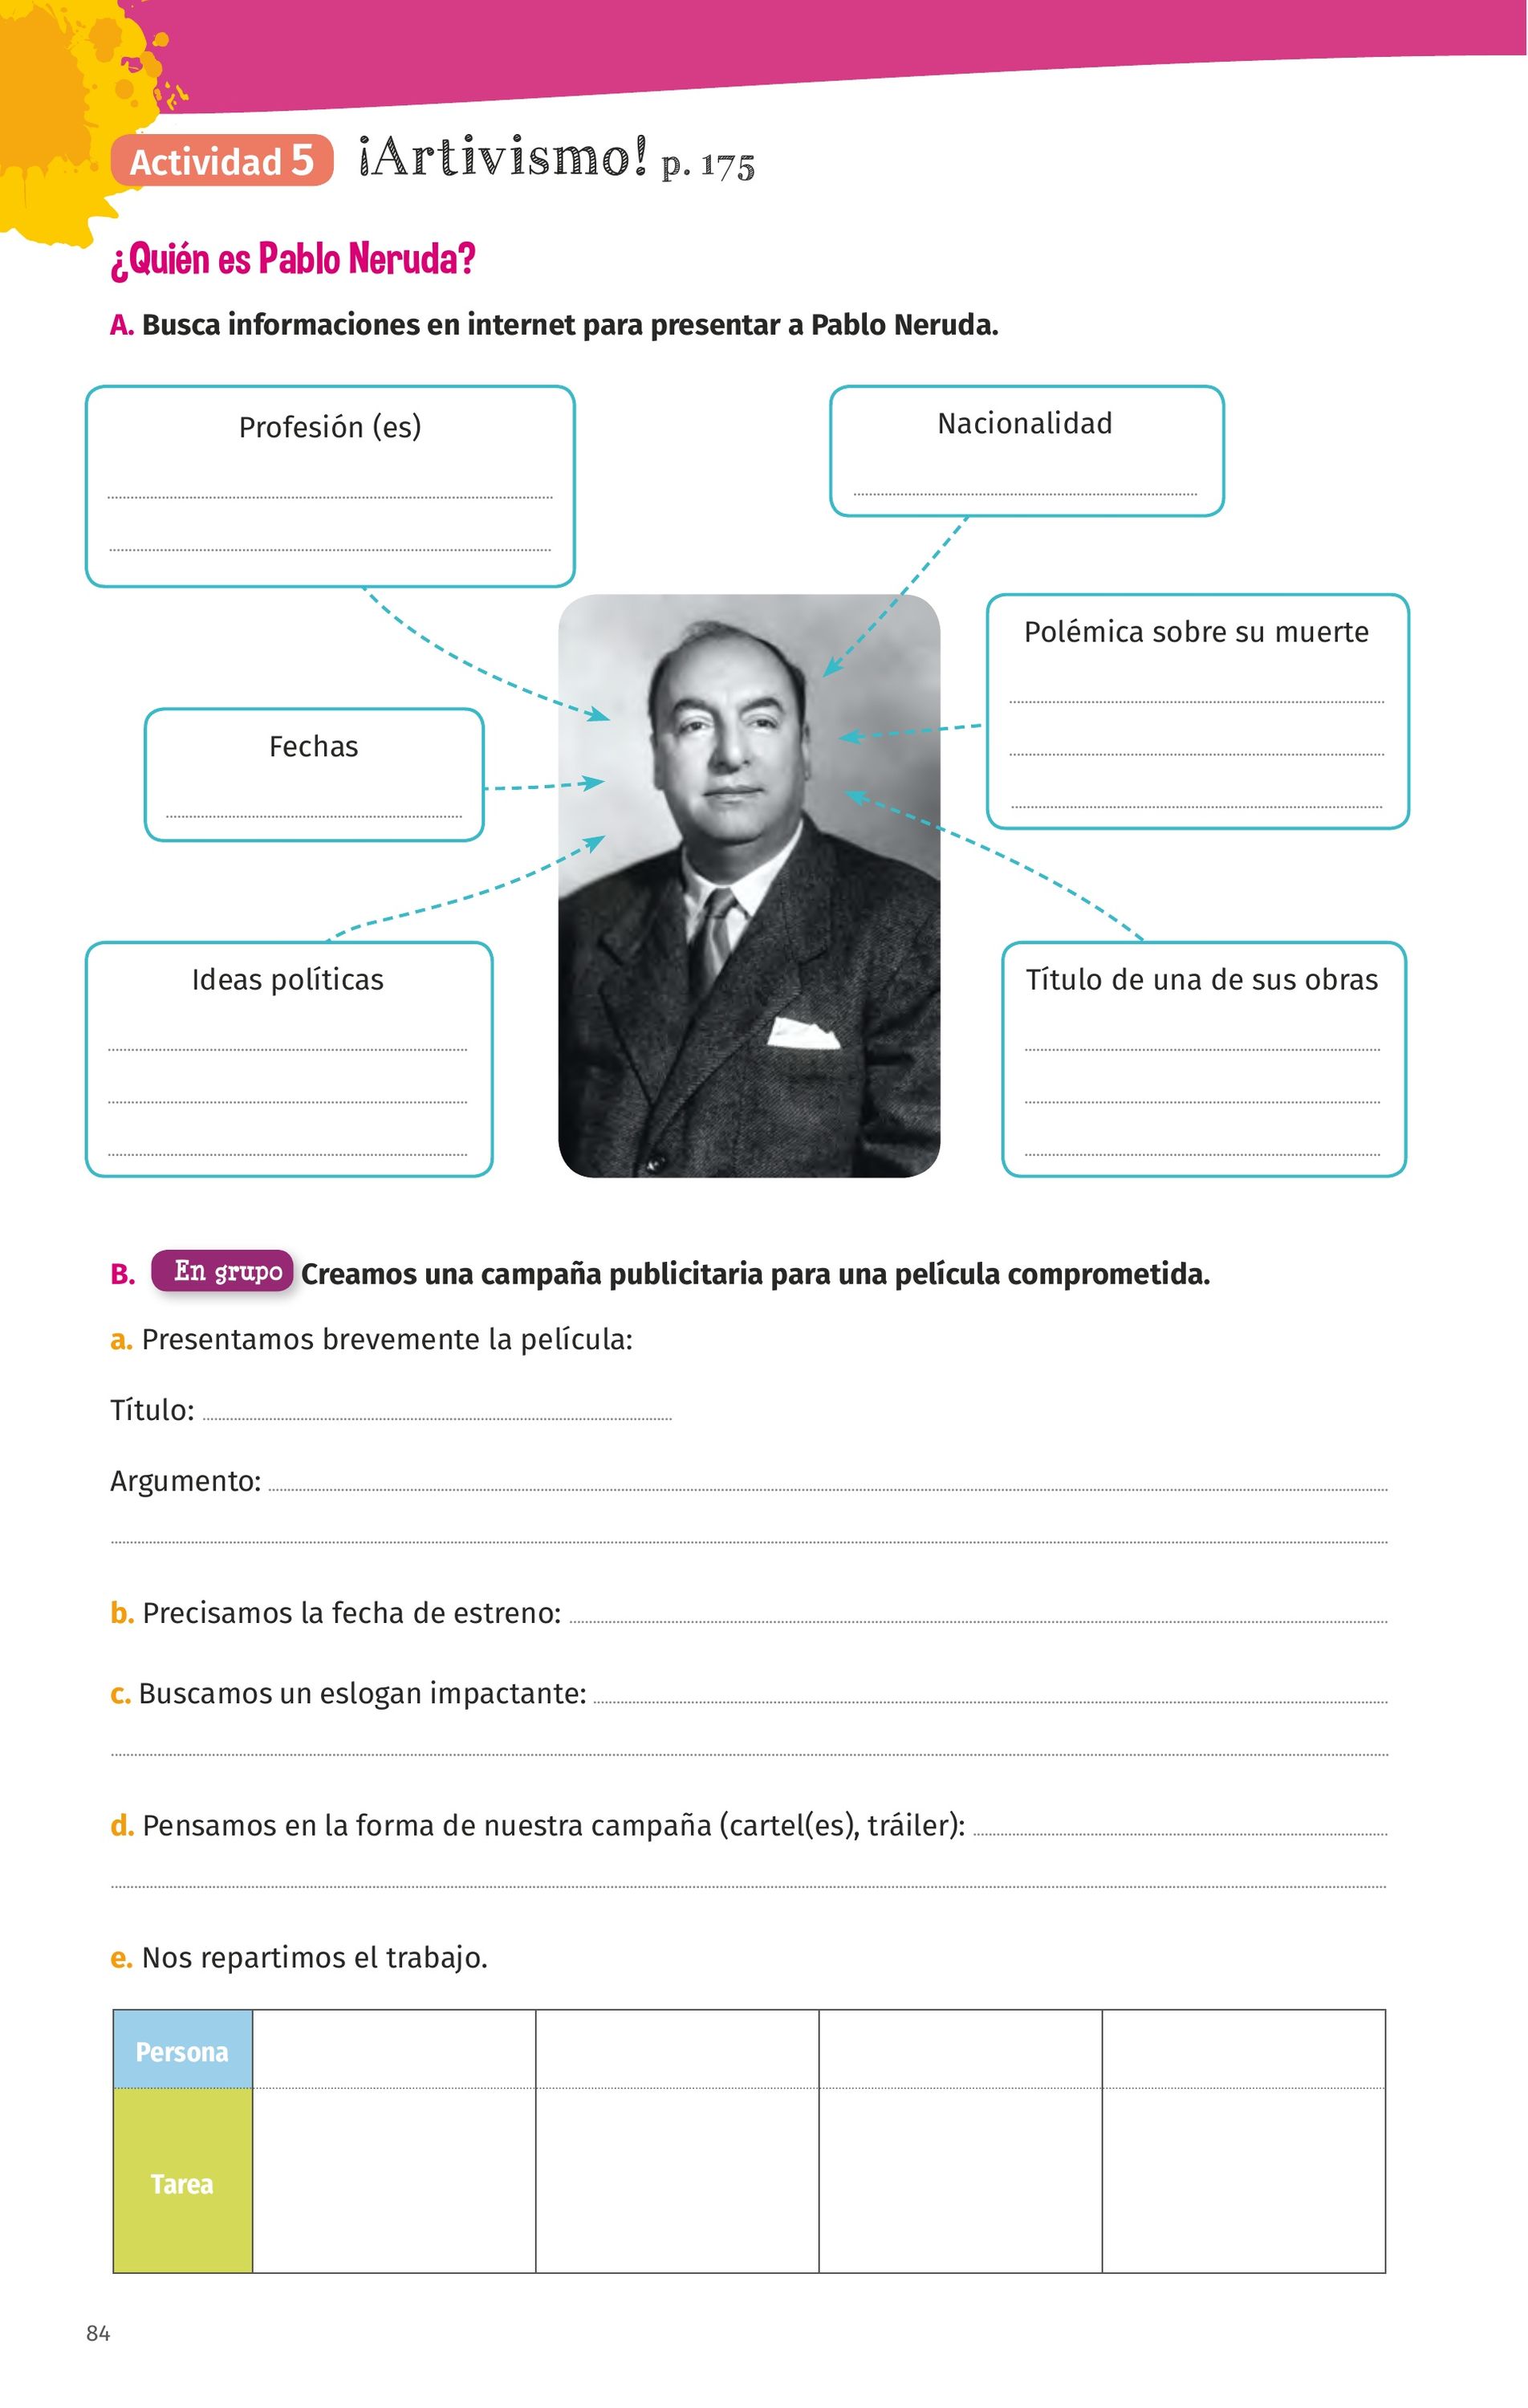 Actividad 5 ¡Artivismo! p. 175
¿Quién es Pablo Neruda?
A. Busca informaciones en internet para presentar a Pablo Neruda.
Profesión (es)
Nacionalidad
Polémica sobre su muerte
Fechas
Ideas políticas
Título de una de sus obras
B. En grupo Creamos una campaña publicitaria para una película comprometida.
a. Presentamos brevemente la película:
Título:
Argumento:
b. Precisamos la fecha de estreno:
c. Buscamos un eslogan impactante:
d. Pensamos en la forma de nuestra campaña (cartel(es), tráiler):
e. Nos repartimos el trabajo.
Persona
Tarea
84